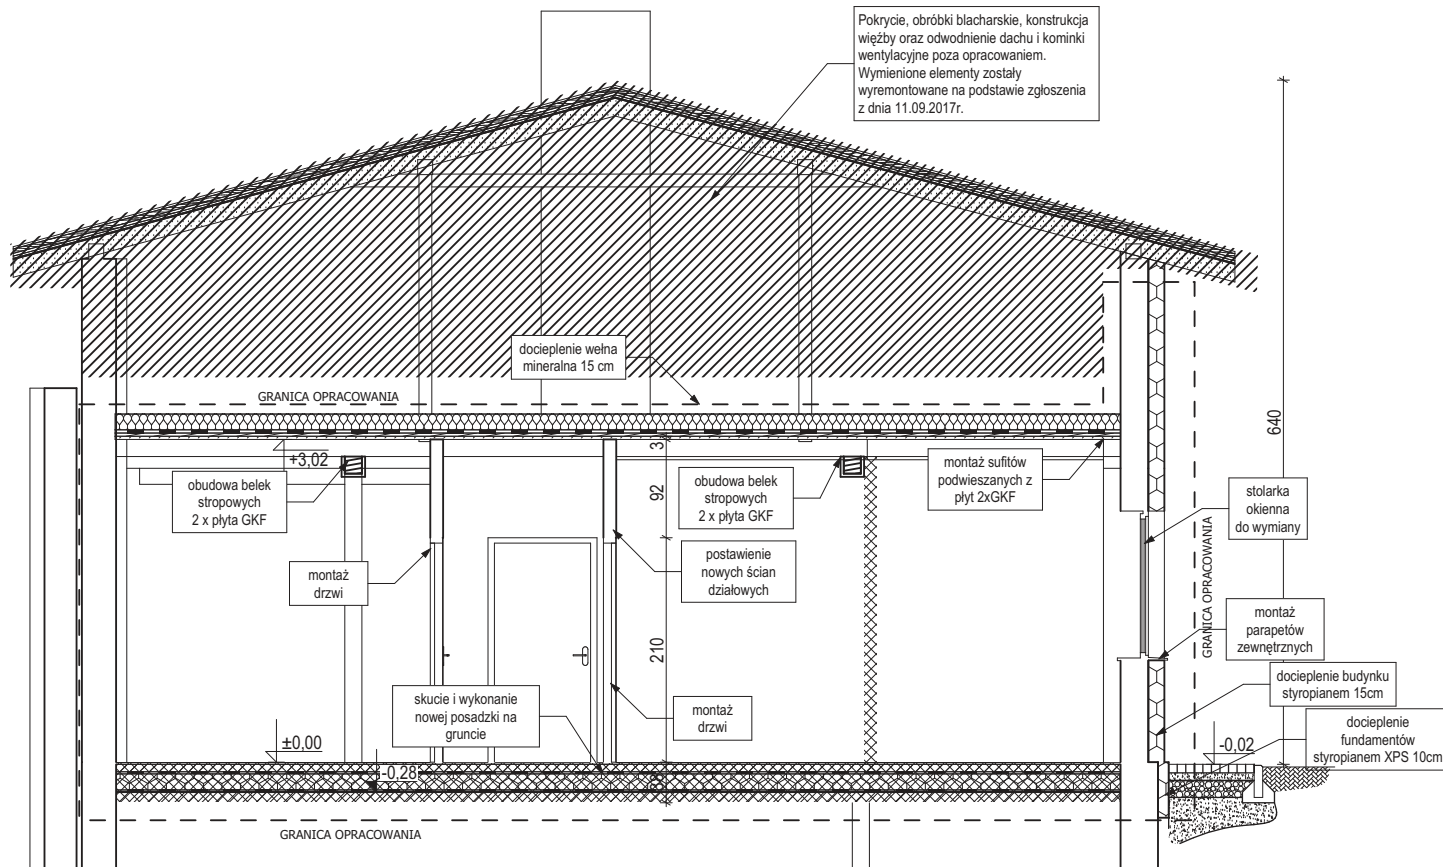 Pokrycie, obróbki blacharskie, konstrukcja
więźby oraz odwodnienie dachu i kominki
wentylacyjne poza opracowaniem.
Wymienione elementy zostały
wyremontowane na podstawie zgłoszenia
z dnia 11.09.2017r.
docieplenie wełna
mineralna 15 cm
GRANICA OPRACOWANIA
640
+3,02
3
obudowa belek
stropowych
2 x płyta GKF
92
obudowa belek
stropowych
2 x płyta GKF
montaż sufitów
podwieszanych z
płyt 2xGKF
stolarka
okienna
do wymiany
GRANICA OPRACOWANIA
montaż
drzwi
postawienie
nowych ścian
działowych
montaż
parapetów
zewnętrznych
210
docieplenie budynku
styropianem 15cm
skucie i wykonanie
nowej posadzki na
gruncie
montaż
drzwi
docieplenie
fundamentów
styropianem XPS 10cm
±0,00
-0,02
-0,28
38
GRANICA OPRACOWANIA